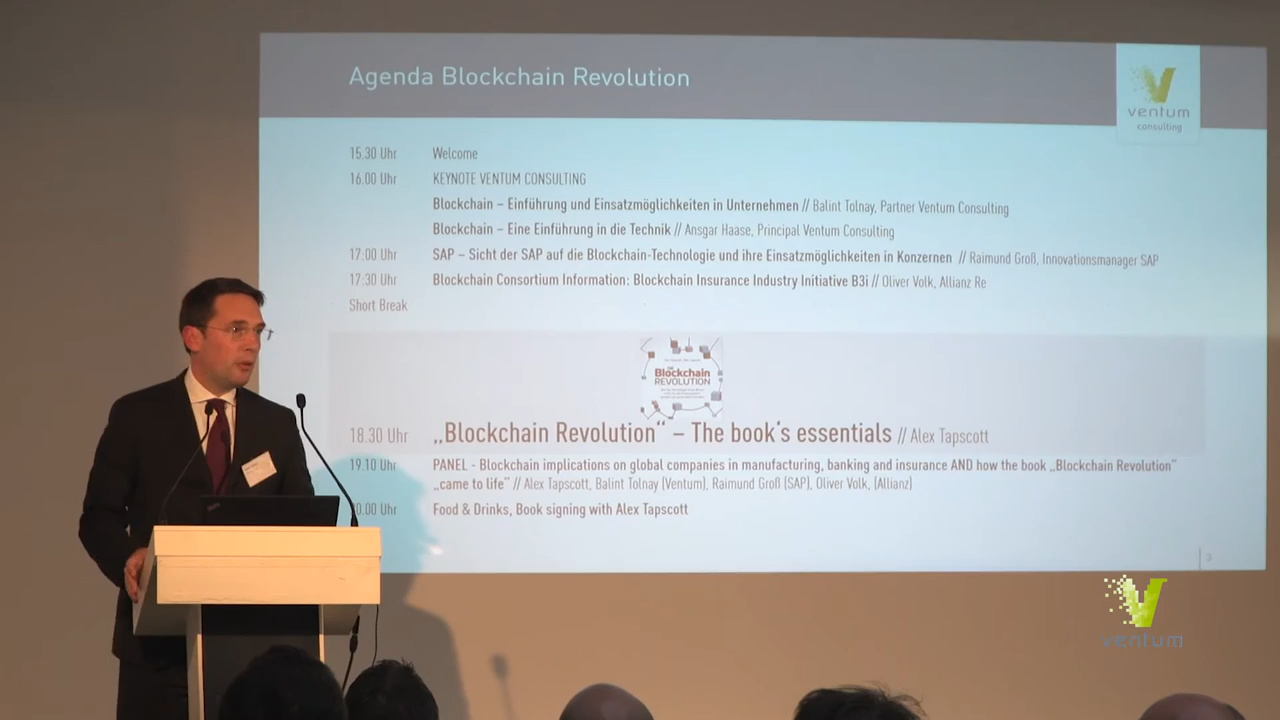 Agenda Blockchain Revolution
ventum
consulting
15.30 Uhr Welcome
16.00 Uhr KEYNOTE VENTUM CONSULTING
Blockchain – Einführung und Einsatzmöglichkeiten in Unternehmen // Balint Tolnay, Partner Ventum Consulting
Blockchain – Eine Einführung in die Technik // Ansgar Haase, Principal Ventum Consulting
17:00 Uhr SAP – Sicht der SAP auf die Blockchain-Technologie und ihre Einsatzmöglichkeiten in Konzernen // Raimund Groß, Innovationsmanager SAP
17:30 Uhr Blockchain Consortium Information: Blockchain Insurance Industry Initiative B3i // Oliver Volk, Allianz Re
Short Break
Blockchain
REVOLUTION
18.30 Uhr „Blockchain Revolution“ – The book‘s essentials // Alex Tapscott
19.10 Uhr PANEL - Blockchain implications on global companies in manufacturing, banking and insurance AND how the book „Blockchain Revolution“
„came to life“ // Alex Tapscott, Balint Tolnay (Ventum), Raimund Groß (SAP), Oliver Volk, (Allianz)
0.00 Uhr Food & Drinks, Book signing with Alex Tapscott
3
ventum